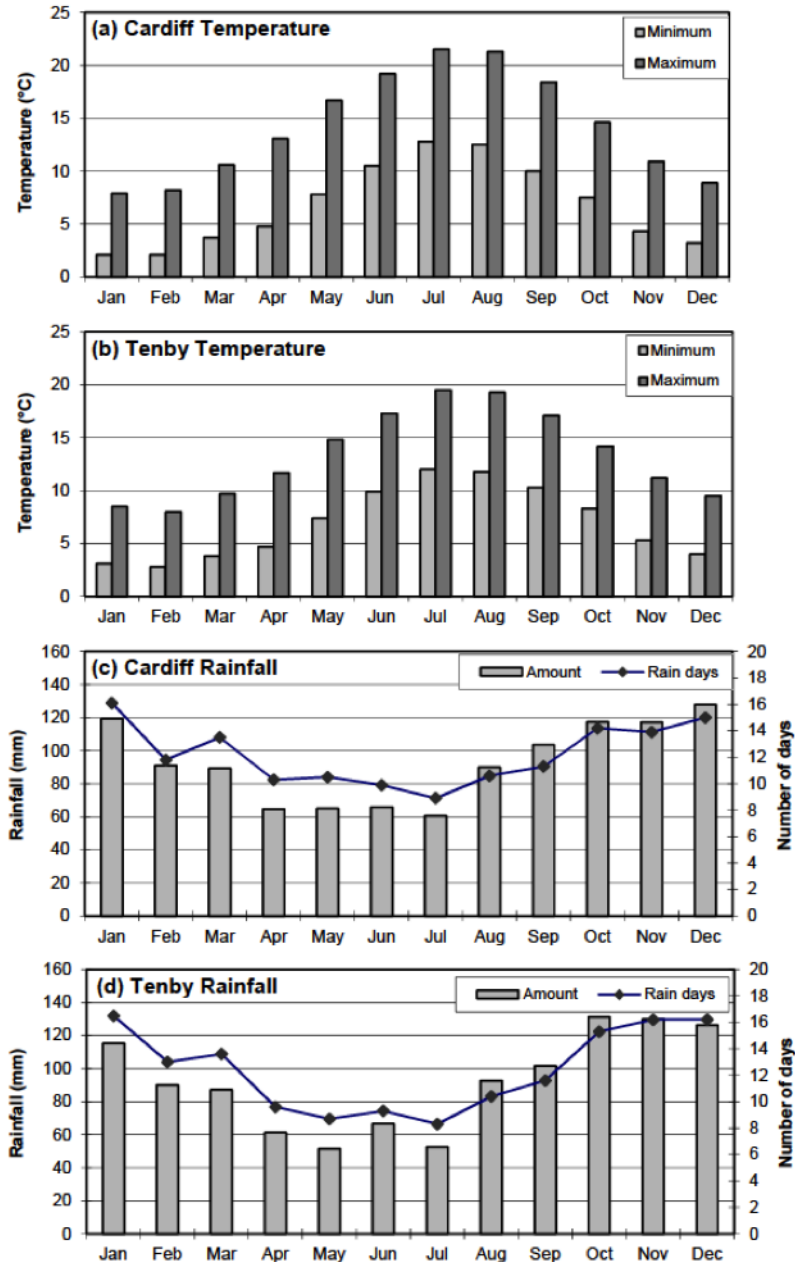 (a) Cardiff Temperature
Minimum
Maximum
Temperature (°C)
25
20
15
10
5
0
Jan Feb Mar Apr May Jun Jul Aug Sep Oct Nov Dec
(b) Tenby Temperature
Minimum
Maximum
Temperature (°C)
25
20
15
10
5
0
Jan Feb Mar Apr May Jun Jul Aug Sep Oct Nov Dec
(c) Cardiff Rainfall
Amount Rain days
Rainfall (mm)
160
140
120
100
80
60
40
20
0
Number of days
20
18
16
14
12
10
8
6
4
2
0
Jan Feb Mar Apr May Jun Jul Aug Sep Oct Nov Dec
(d) Tenby Rainfall
Amount Rain days
Rainfall (mm)
160
140
120
100
80
60
40
20
0
Number of days
20
18
16
14
12
10
8
6
4
2
0
Jan Feb Mar Apr May Jun Jul Aug Sep Oct Nov Dec